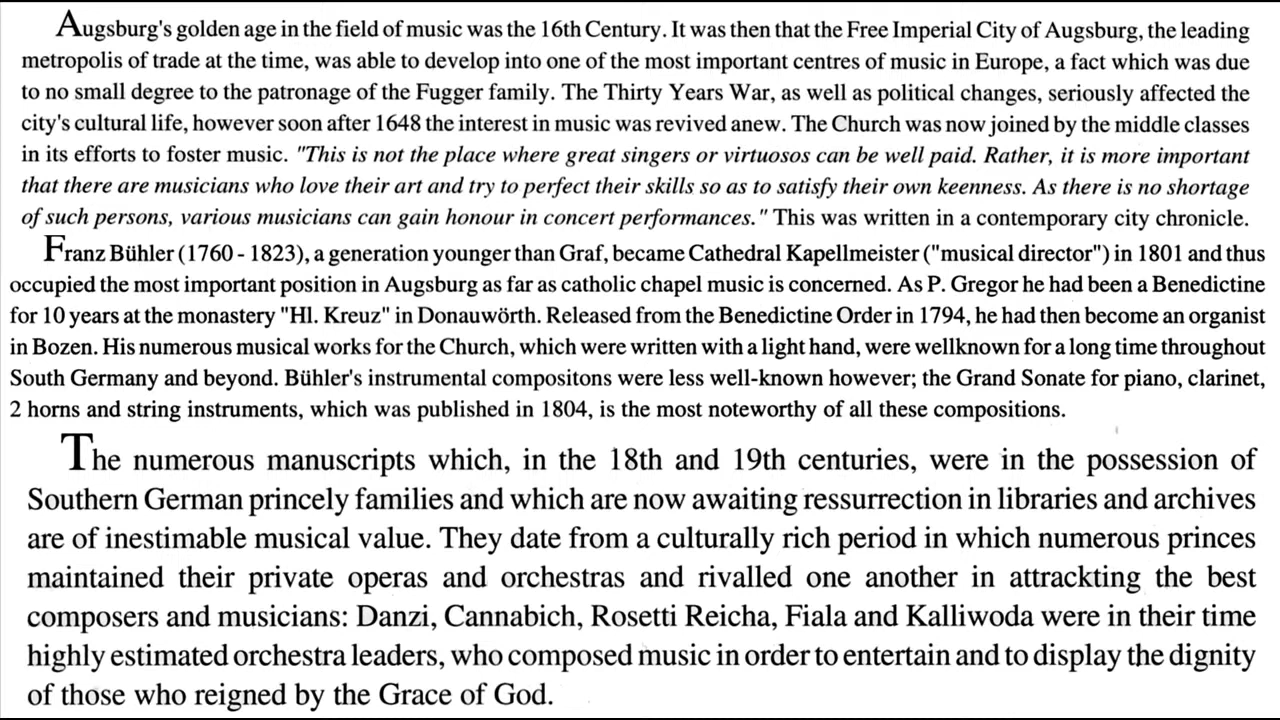 Augsburg's golden age in the field of music was the 16th Century. It was then that the Free Imperial City of Augsburg, the leading
metropolis of trade at the time, was able to develop into one of the most important centres of music in Europe, a fact which was due
to no small degree to the patronage of the Fugger family. The Thirty Years War, as well as political changes, seriously affected the
city's cultural life, however soon after 1648 the interest in music was revived anew. The Church was now joined by the middle classes
in its efforts to foster music. "This is not the place where great singers or virtuosos can be well paid. Rather, it is more important
that there are musicians who love their art and try to perfect their skills so as to satisfy their own keenness. As there is no shortage
of such persons, various musicians can gain honour in concert performances." This was written in a contemporary city chronicle.
Franz Bühler (1760 - 1823), a generation younger than Graf, became Cathedral Kapellmeister ("musical director") in 1801 and thus
occupied the most important position in Augsburg as far as catholic chapel music is concerned. As P. Gregor he had been a Benedictine
for 10 years at the monastery "Hl. Kreuz" in Donauwörth. Released from the Benedictine Order in 1794, he had then become an organist
in Bozen. His numerous musical works for the Church, which were written with a light hand, were wellknown for a long time throughout
South Germany and beyond. Bühler's instrumental compositons were less well-known however; the Grand Sonate for piano, clarinet,
2 horns and string instruments, which was published in 1804, is the most noteworthy of all these compositions.
The numerous manuscripts which, in the 18th and 19th centuries, were in the possession of
Southern German princely families and which are now awaiting ressurrection in libraries and archives
are of inestimable musical value. They date from a culturally rich period in which numerous princes
maintained their private operas and orchestras and rivalled one another in attrackting the best
composers and musicians: Danzi, Cannabich, Rosetti Reicha, Fiala and Kalliwoda were in their time
highly estimated orchestra leaders, who composed music in order to entertain and to display the dignity
of those who reigned by the Grace of God.